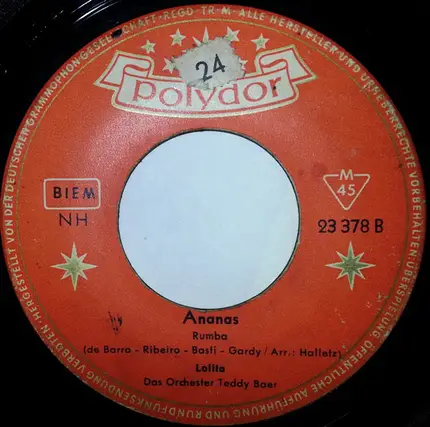 HERGESTELLT VON DER DEUTSCHEN GRAMMOPHON-GESELLSCHAFT · REGD · TR · M · ALLE HERSTELLER- UND URHEBERRECHTE VORBEHALTEN · ÜBERSPIELUNG, ÖFFENTLICHE AUFFÜHRUNG UND RUNDFUNKSENDUNG VERBOTEN ·
24
Polydor
BIEM
NH
M
45
23 378 B
Ananas
Rumba
(de Barro - Ribeiro - Basti - Gardy / Arr.: Halletz)
Lolita
Das Orchester Teddy Baer